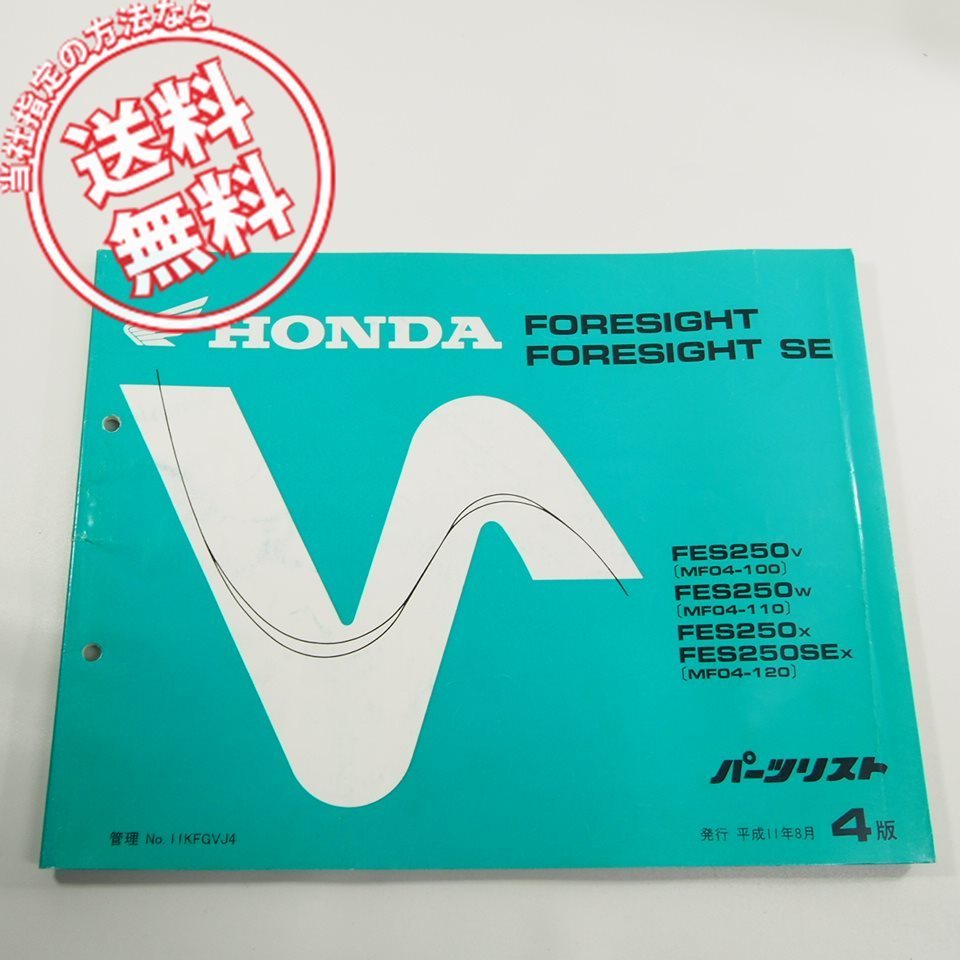 当社指定の方法なら
送料
無料
HONDA
FORESIGHT
FORESIGHT SE
FES250V
〔MF04-100〕
FES250W
〔MF04-110〕
FES250X
FES250SEX
〔MF04-120〕
パーツリスト
管理 No. 11KFGVJ4
発行 平成11年8月 4版